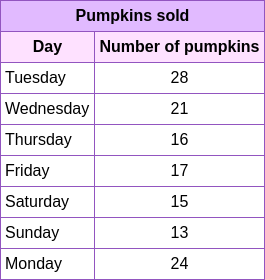 Pumpkins sold
Day Number of pumpkins
Tuesday 28
Wednesday 21
Thursday 16
Friday 17
Saturday 15
Sunday 13
Monday 24